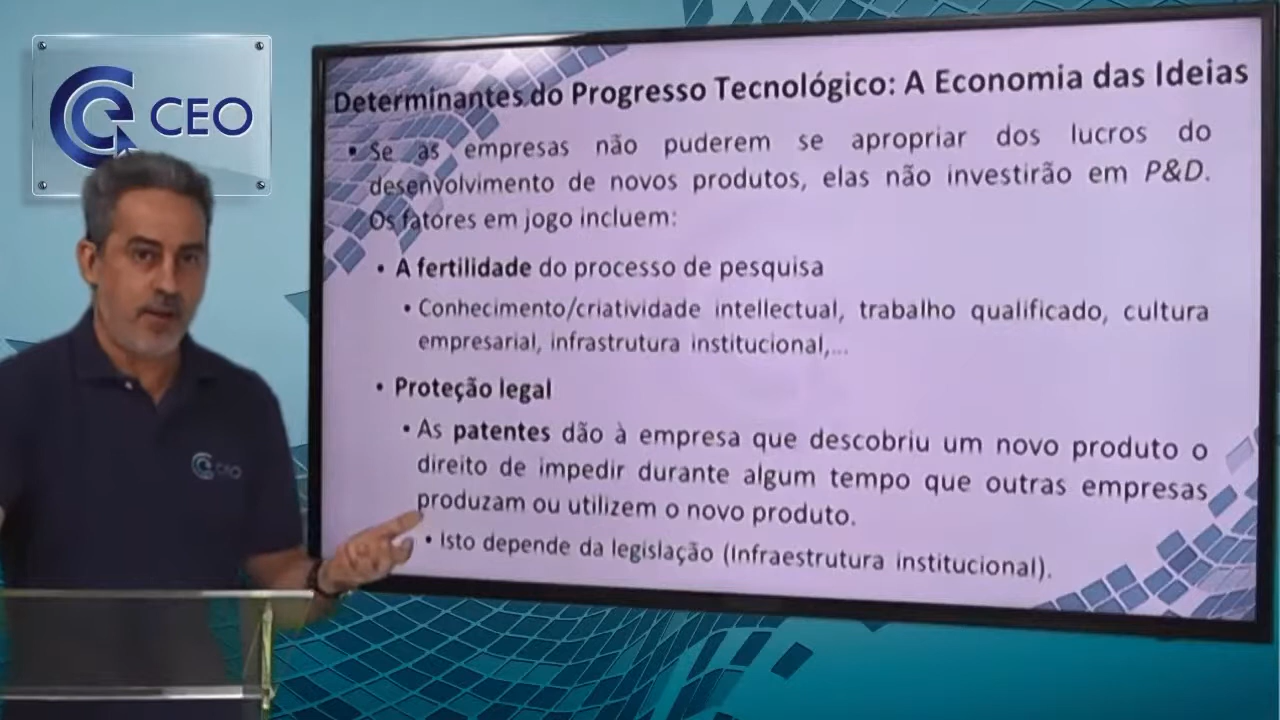 CEO
Determinantes do Progresso Tecnológico: A Economia das Ideias
• Se as empresas não puderem se apropriar dos lucros do
desenvolvimento de novos produtos, elas não investirão em P&D.
Os fatores em jogo incluem:
• A fertilidade do processo de pesquisa
• Conhecimento/criatividade intellectual, trabalho qualificado, cultura
empresarial, infrastrutura institucional,...
• Proteção legal
• As patentes dão à empresa que descobriu um novo produto o
direito de impedir durante algum tempo que outras empresas
produzam ou utilizem o novo produto.
• Isto depende da legislação (Infraestrutura institucional).
CEO